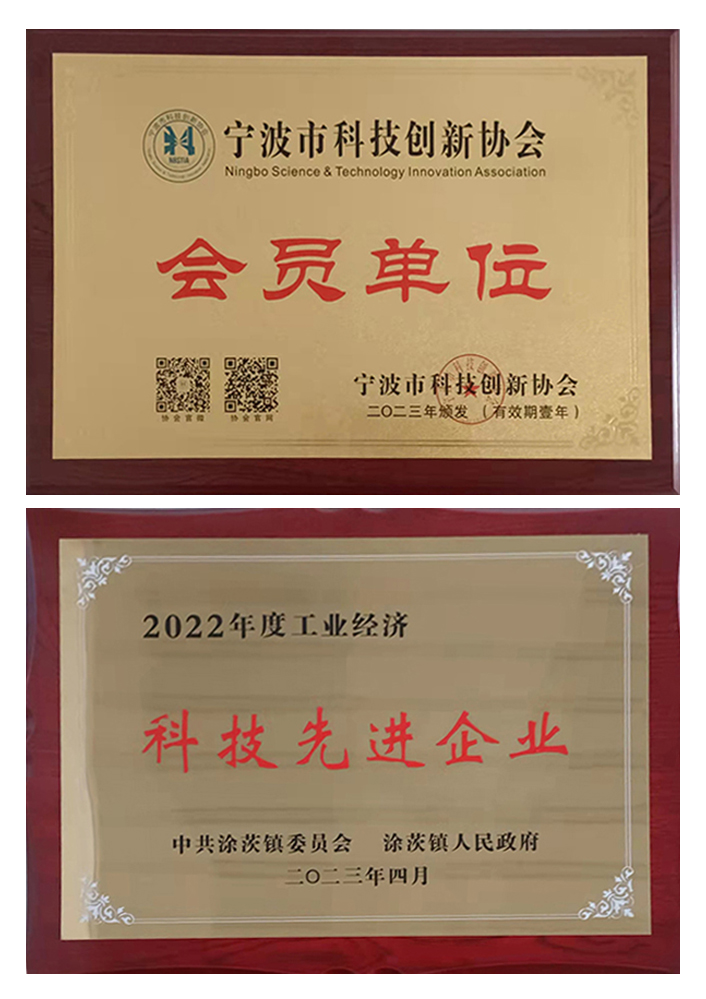 宁波市科技创新协会
Ningbo Science & Technology Innovation Association
会员单位
协会官微 协会官网
宁波市科技创新协会
二〇二三年颁发 （有效期壹年）
2022年度工业经济
科技先进企业
中共涂茨镇委员会 涂茨镇人民政府
二〇二三年四月